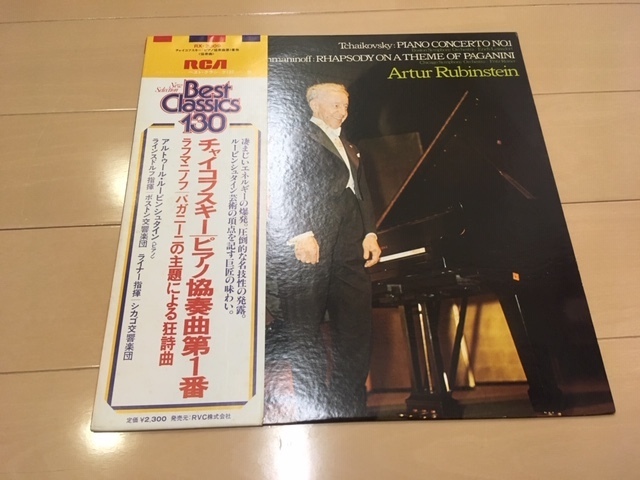 RCA
New Selection
Best
Classics
130
凄まじいエネルギーの爆発。圧倒的な名技性の発露。
ルービンシュタイン芸術の頂点を記す巨匠の味わい。
チャイコフスキー/ピアノ協奏曲第1番
ラフマニノフ/パガニーニの主題による狂詩曲
アルトゥール・ルービンシュタイン(ピアノ)
ラインスドルフ指揮・ボストン交響楽団 ライナー指揮・シカゴ交響楽団
定価 ¥2,300 発売元:RVC株式会社
Tchaikovsky: PIANO CONCERTO NO.1
maninoff: RHAPSODY ON A THEME OF PAGANINI
Artur Rubinstein